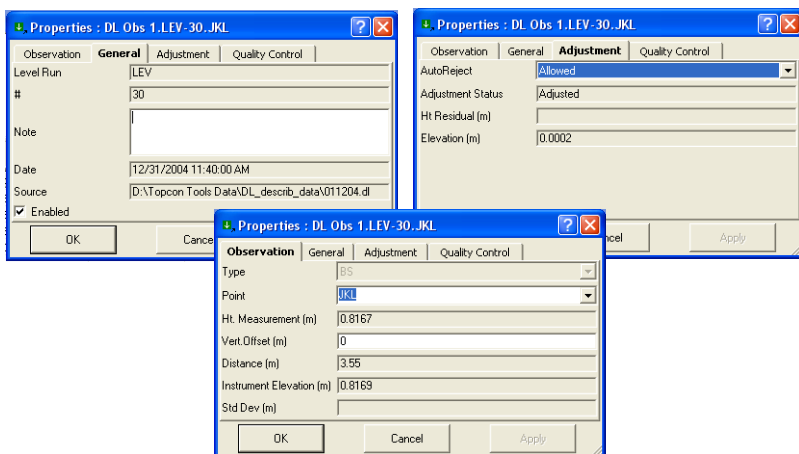 Properties : DL Obs 1.LEV-30.JKL
Observation General Adjustment Quality Control
Level Run LEV
# 30
Note
Date 12/31/2004 11:40:00 AM
Source D:\Topcon Tools Data\DL_describ_data\011204.dl
Enabled
OK Cance
Properties : DL Obs 1.LEV-30.JKL
Observation General Adjustment Quality Control
AutoReject Allowed
Adjustment Status Adjusted
Ht Residual (m)
Elevation (m) 0.0002
ncel Apply
Properties : DL Obs 1.LEV-30.JKL
Observation General Adjustment Quality Control
Type BS
Point JKL
Ht. Measurement (m) 0.8167
Vert.Offset (m) 0
Distance (m) 3.55
Instrument Elevation (m) 0.8169
Std Dev (m)
OK Cancel Apply